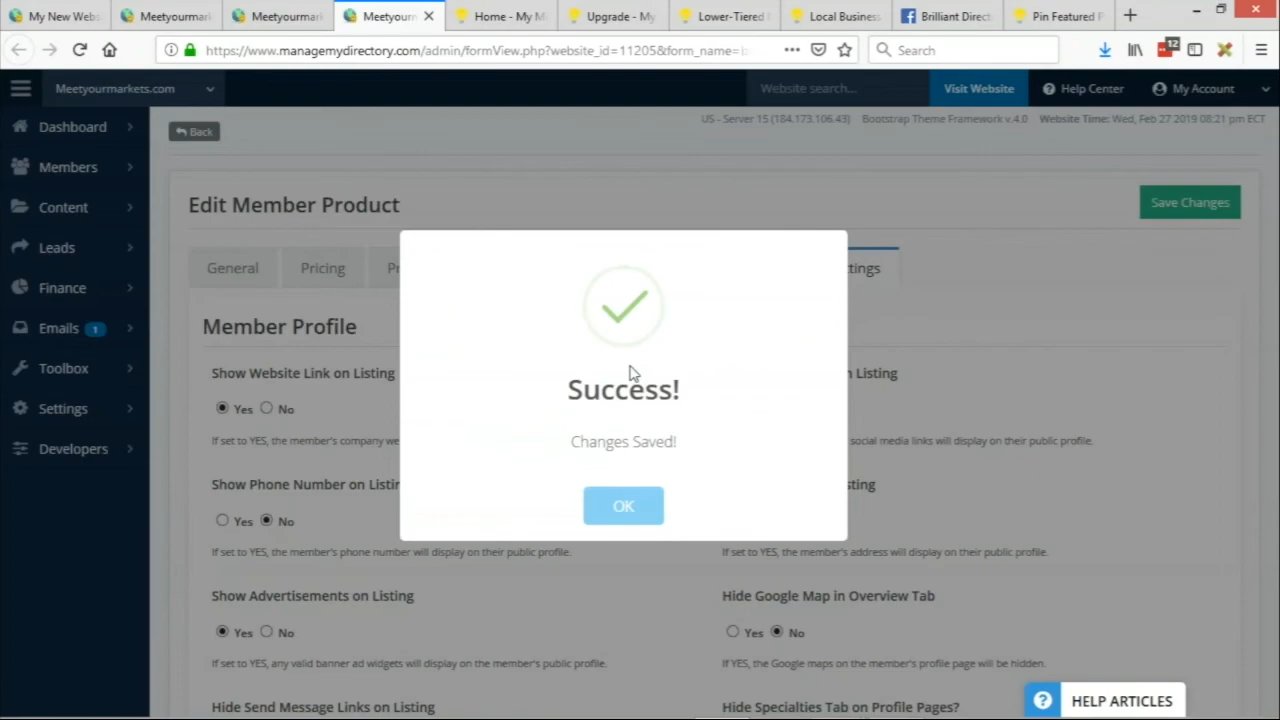 My New Webs
Meetyourmark
Meetyourmark
Meetyourn
Home - My M
Upgrade - My
Lower-Tiered
Local Business
Brilliant Direct
Pin Featured P
https://www.managemydirectory.com/admin/formView.php?website_id=11205&form_name=
Search
12
Meetyourmarkets.com
Website search...
Visit Website
Help Center
My Account
Dashboard
Members
Content
Leads
Finance
Emails 1
Toolbox
Settings
Developers
Back
US - Server 15 (184.173.106.43)
Bootstrap Theme Framework v.4.0
Website Time: Wed, Feb 27 2019 08:21 pm ECT
Edit Member Product
Save Changes
General
Pricing
Pr
tings
Member Profile
Show Website Link on Listing
Listing
Yes
No
If set to YES, the member's company we
social media links will display on their public profile.
Show Phone Number on Listin
sting
Yes
No
If set to YES, the member's phone number will display on their public profile.
If set to YES, the member's address will display on their public profile.
Show Advertisements on Listing
Hide Google Map in Overview Tab
Yes
No
Yes
No
If set to YES, any valid banner ad widgets will display on the member's public profile.
If YES, the Google maps on the member's profile page will be hidden.
Hide Send Message Links on Listing
Hide Specialties Tab on Profile Pages?
Success!
Changes Saved!
OK
? HELP ARTICLES